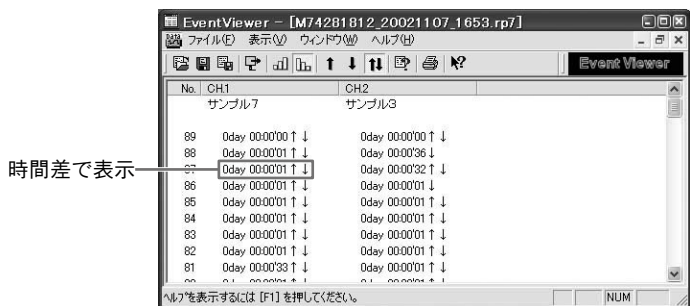 EventViewer - [M74281812_20021107_1653.rp7]
ファイル(F) 表示(V) ウィンドウ(W) ヘルプ(H)
Event Viewer
No. CH.1 CH.2
サンプル7 サンプル3
89 0day 00:00'00↑↓ 0day 00:00'00↑↓
88 0day 00:00'01↑↓ 0day 00:00'36↓
時間差で表示
87 0day 00:00'01↑↓ 0day 00:00'32↑↓
86 0day 00:00'01↑↓ 0day 00:00'01↓
85 0day 00:00'01↑↓ 0day 00:00'01↑↓
84 0day 00:00'01↑↓ 0day 00:00'01↑↓
83 0day 00:00'01↑↓ 0day 00:00'01↑↓
82 0day 00:00'01↑↓ 0day 00:00'01↑↓
81 0day 00:00'33↑↓ 0day 00:00'01↑↓
ヘルプを表示するには [F1] を押してください。
NUM